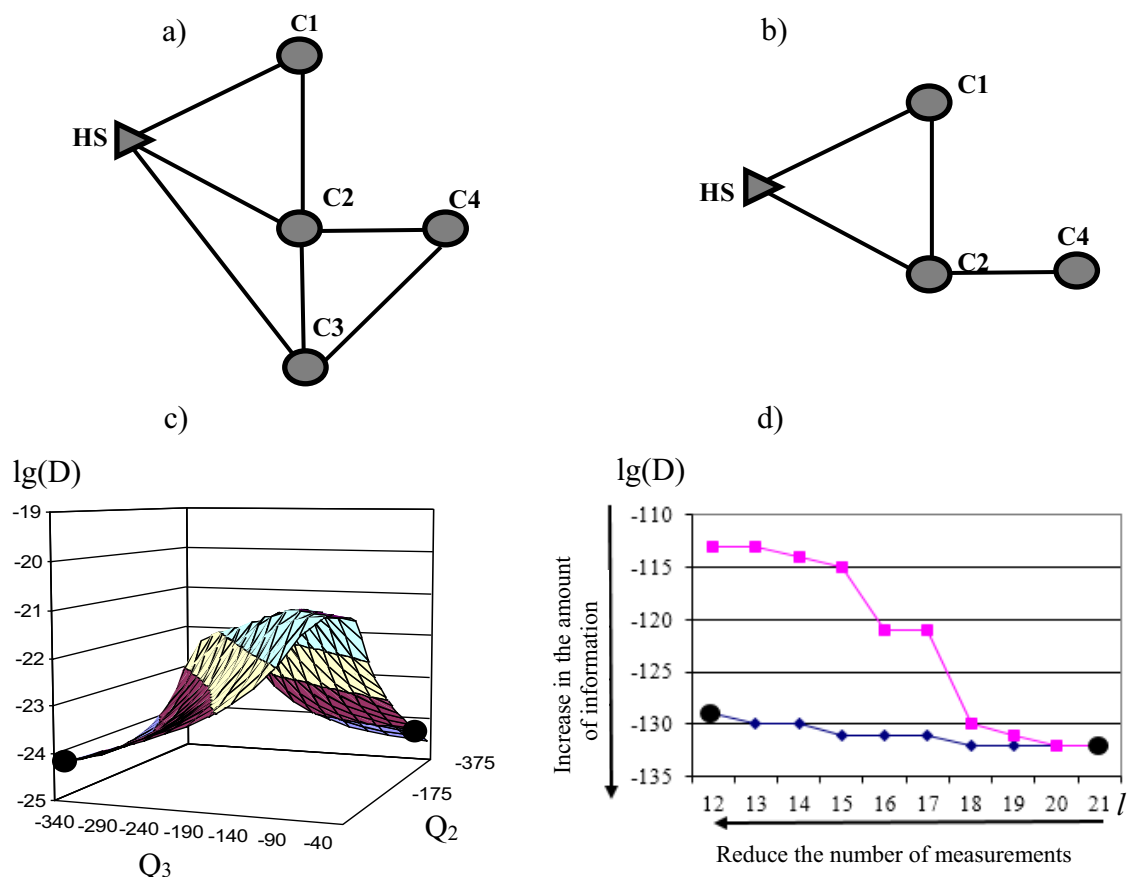 a)
C1
HS
C2
C4
C3
b)
C1
HS
C2
C4
c)
lg(D)
-19
-20
-21
-22
-23
-24
-25
-340 -290 -240 -190 -140 -90 -40
Q3
-375
-175
Q2
d)
lg(D)
Increase in the amount
of information
-110
-115
-120
-125
-130
-135
12 13 14 15 16 17 18 19 20 21 l
Reduce the number of measurements